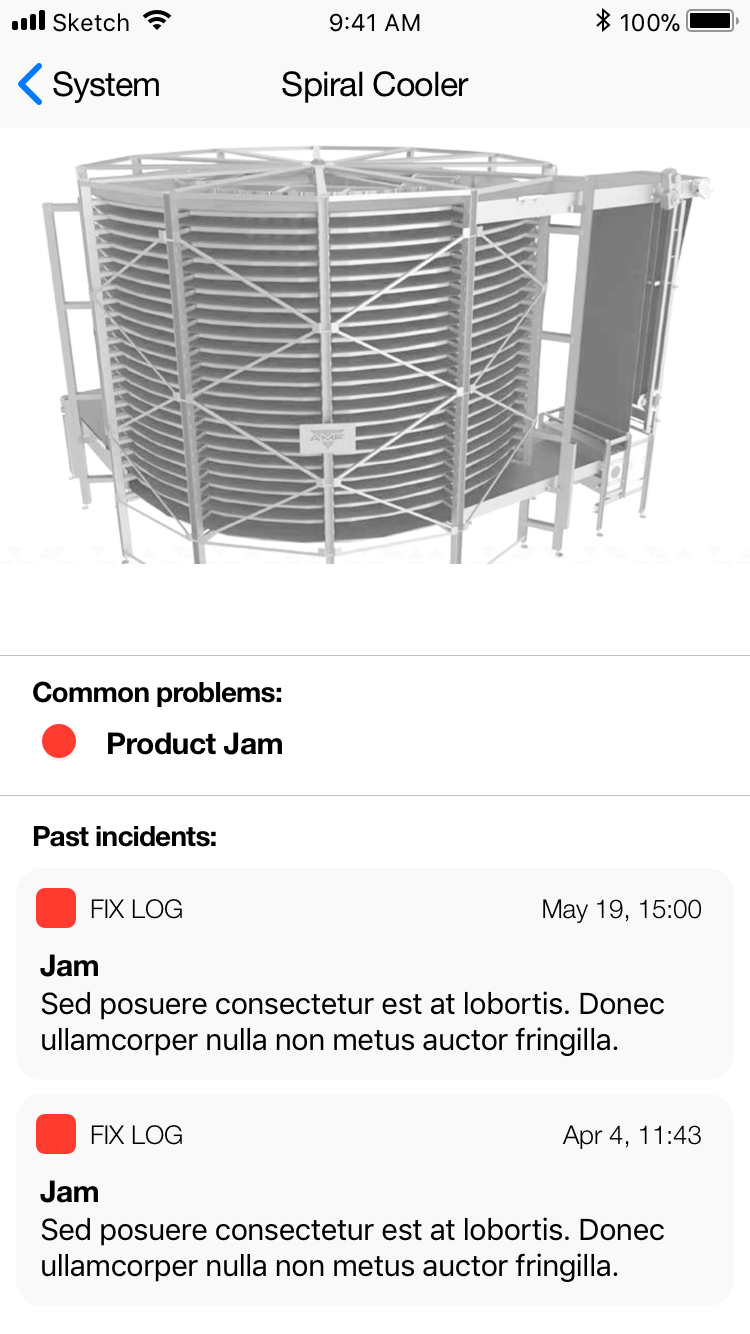 Sketch 9:41 AM 100%
System Spiral Cooler
AMF
Common problems:
Product Jam
Past incidents:
FIX LOG May 19, 15:00
Jam
Sed posuere consectetur est at lobortis. Donec
ullamcorper nulla non metus auctor fringilla.
FIX LOG Apr 4, 11:43
Jam
Sed posuere consectetur est at lobortis. Donec
ullamcorper nulla non metus auctor fringilla.